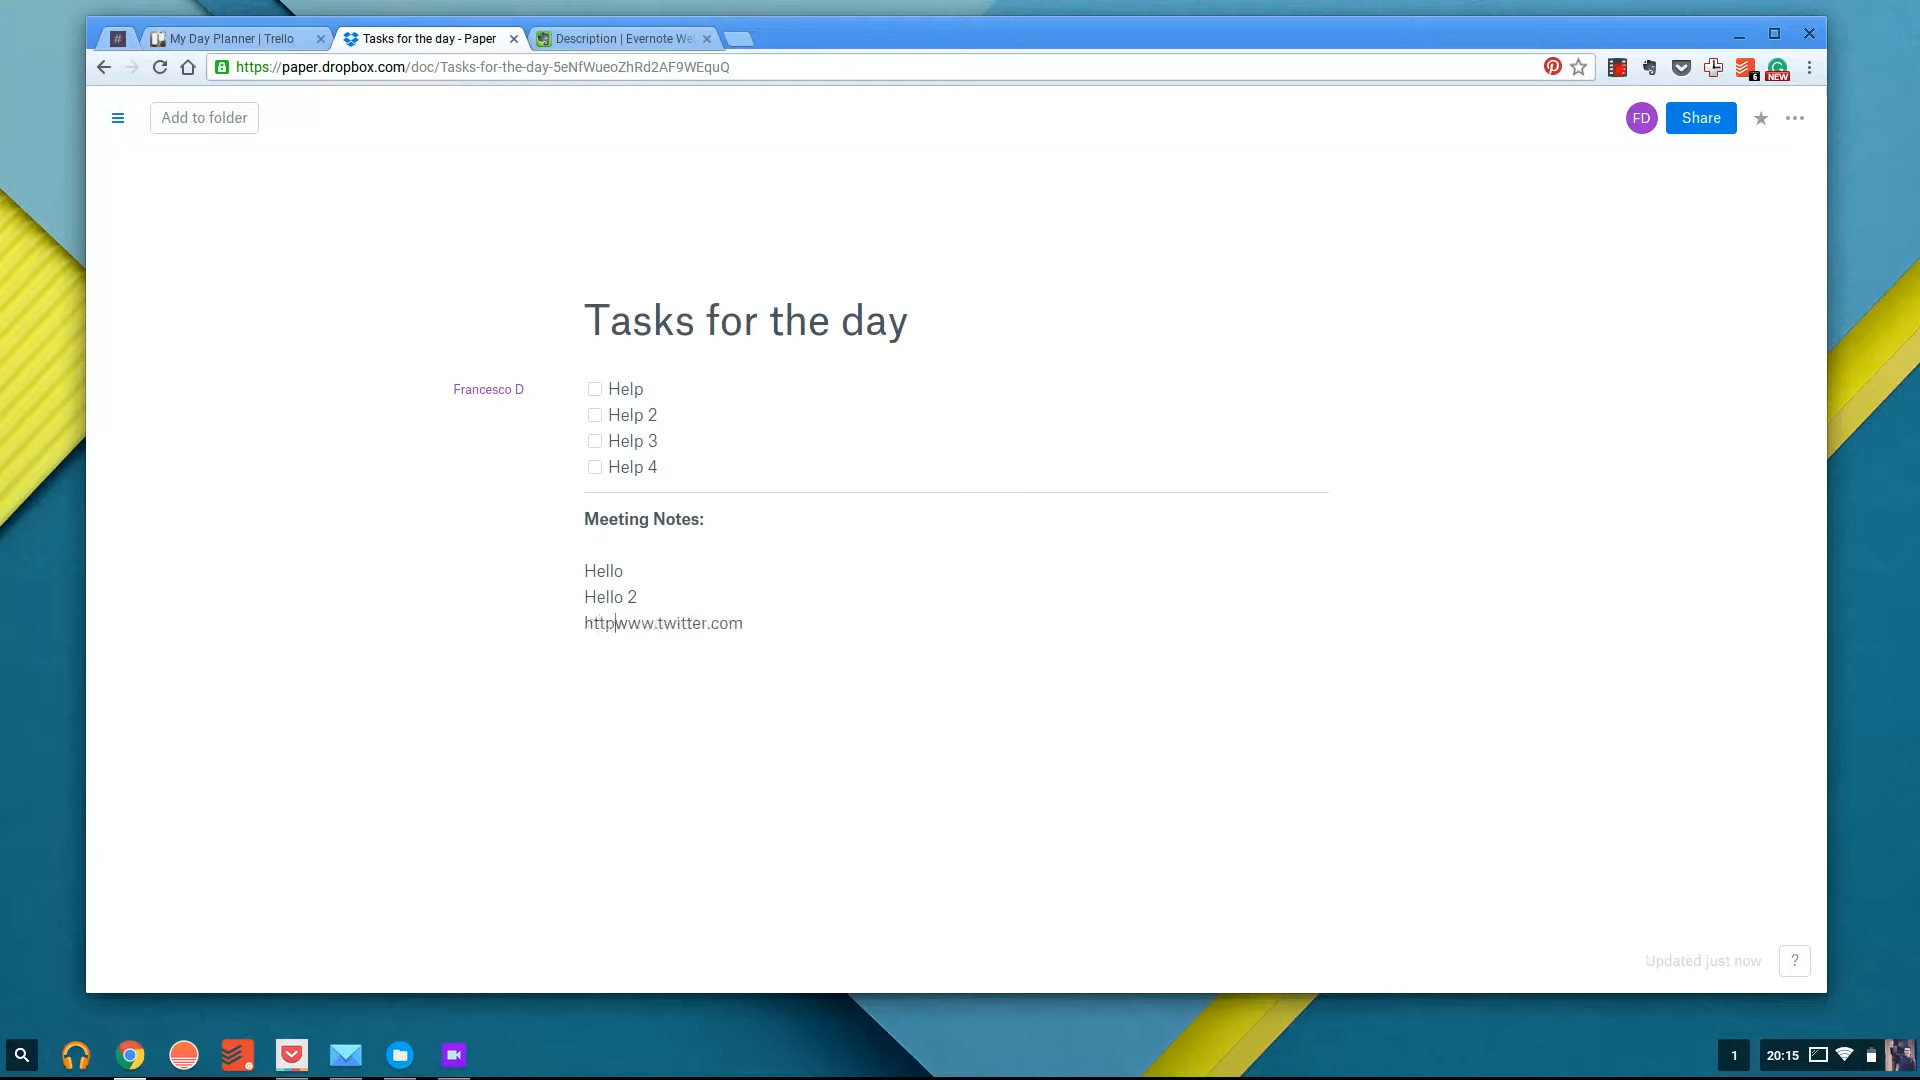 # My Day Planner | Trello Tasks for the day - Paper Description | Evernote We
https://paper.dropbox.com/doc/Tasks-for-the-day-5eNfWueoZhRd2AF9WEquQ
6
NEW
Add to folder
FD
Share
Tasks for the day
Francesco D
Help
Help 2
Help 3
Help 4
Meeting Notes:
Hello
Hello 2
httpwww.twitter.com
Updated just now
?
1
20:15